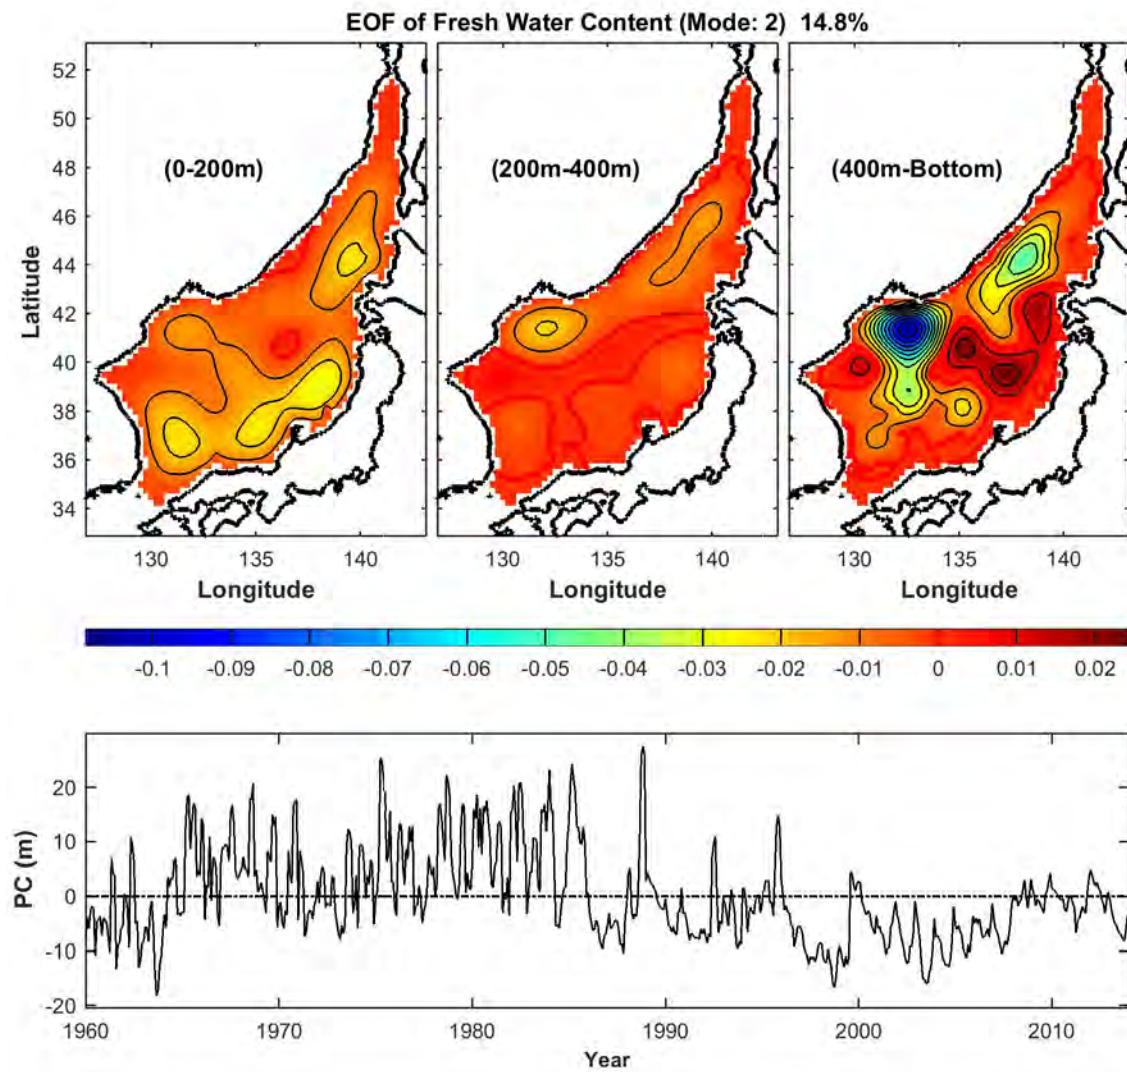 EOF of Fresh Water Content (Mode: 2) 14.8%
52
50
48
46
44
42
40
38
36
34
Latitude
(0-200m)
(200m-400m)
(400m-Bottom)
130 135 140
130 135 140
130 135 140
Longitude
Longitude
Longitude
-0.1 -0.09 -0.08 -0.07 -0.06 -0.05 -0.04 -0.03 -0.02 -0.01 0 0.01 0.02
PC (m)
20
10
0
-10
-20
1960 1970 1980 1990 2000 2010
Year